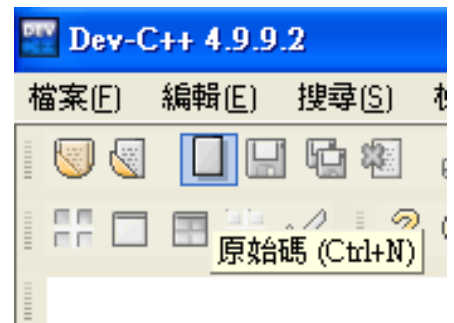 DEV Dev-C++ 4.9.9.2
檔案(F) 編輯(E) 搜尋(S)
原始碼 (Ctrl+N)